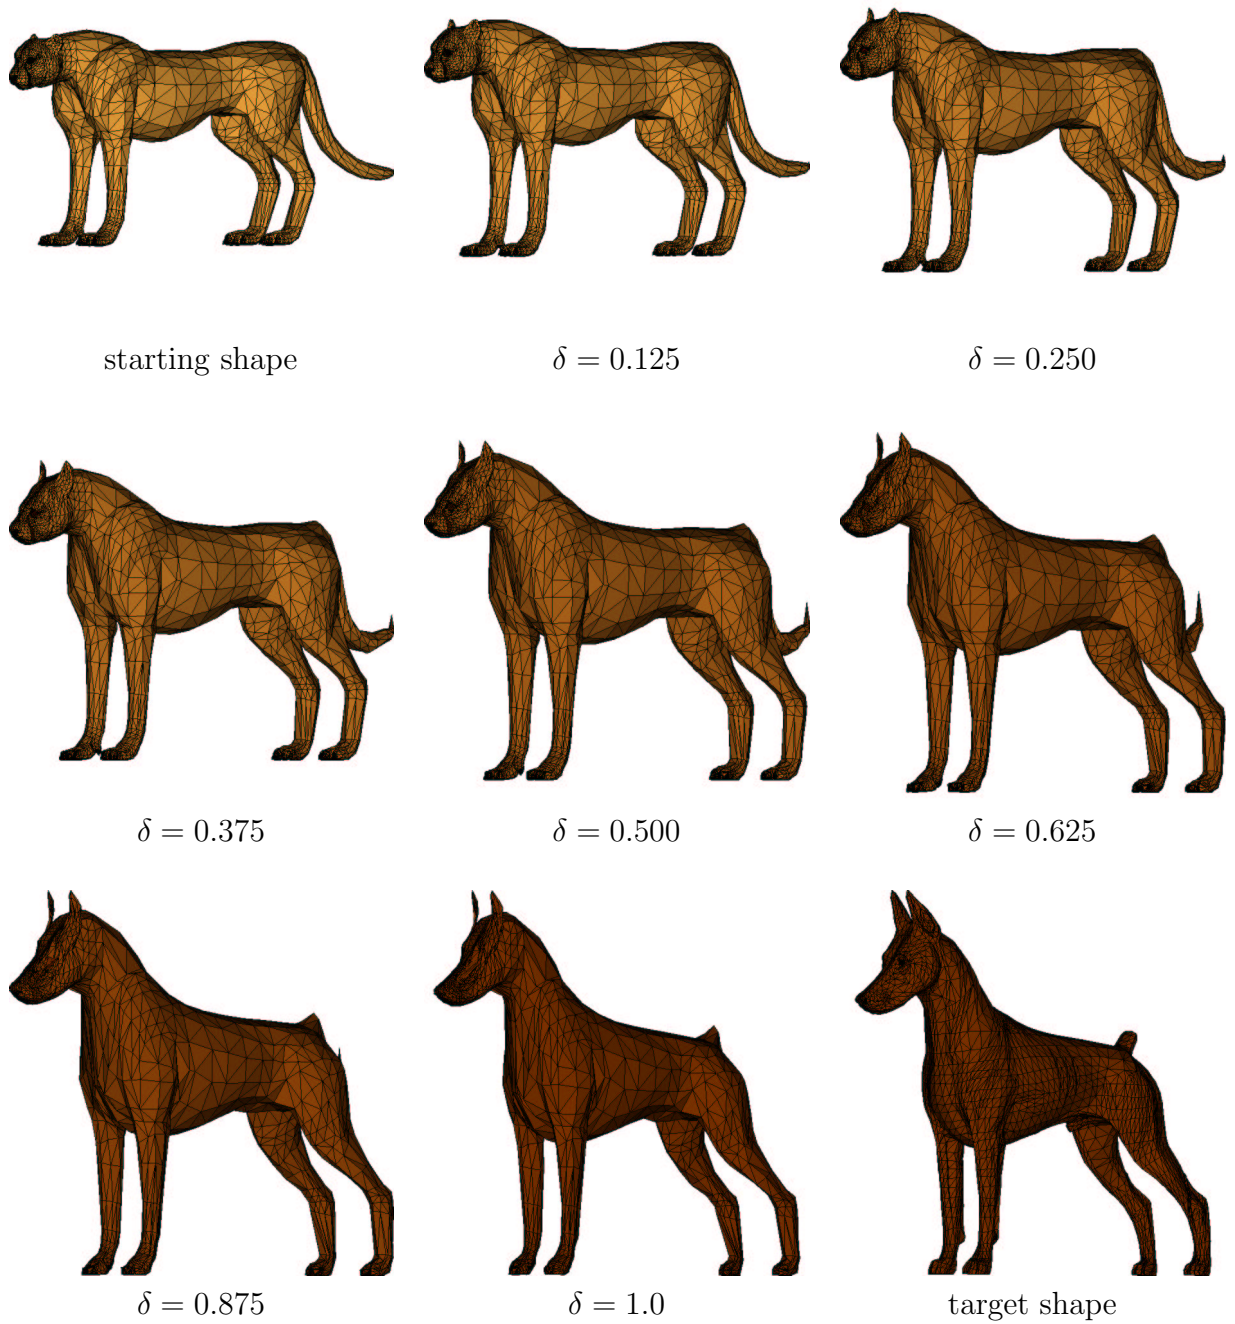 starting shape
δ = 0.125
δ = 0.250
δ = 0.375
δ = 0.500
δ = 0.625
δ = 0.875
δ = 1.0
target shape